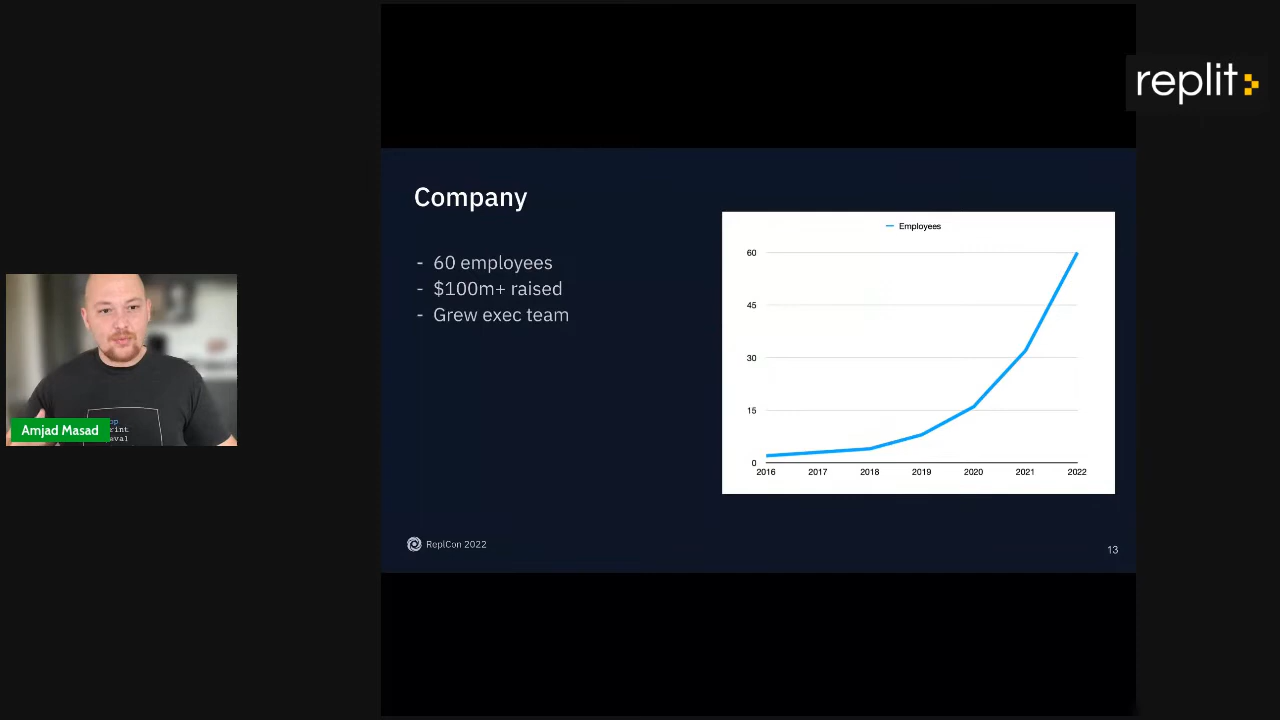 replit
Company
- 60 employees
- $100m+ raised
- Grew exec team
Employees
60
45
30
15
0
2016 2017 2018 2019 2020 2021 2022
Amjad Masad
ReplCon 2022
13